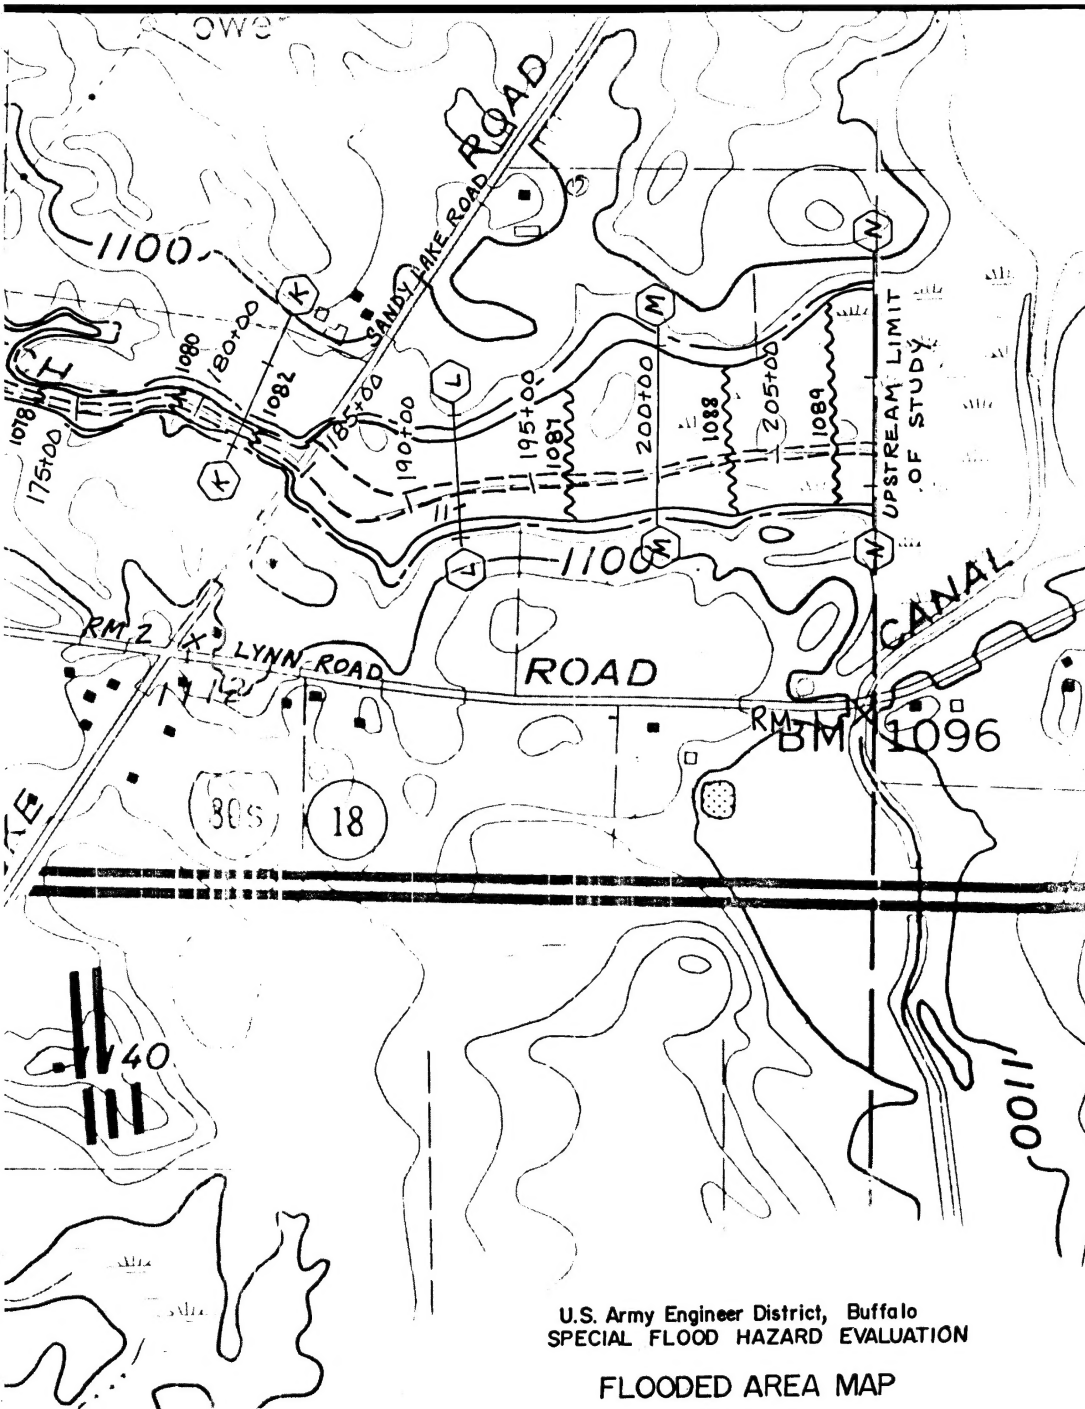 ROAD
SANDY LAKE ROAD
1100
K
K
1078
175+00
1080
180+00
1082
185+00
190+00
L
L
195+00
1087
M
M
200+00
1088
205+00
1089
N
N
UPSTREAM LIMIT
OF STUDY
1100
CANAL
RM 2
LYNN ROAD
ROAD
RM
BM
1096
18
40
1100
U.S. Army Engineer District, Buffalo
SPECIAL FLOOD HAZARD EVALUATION
FLOODED AREA MAP